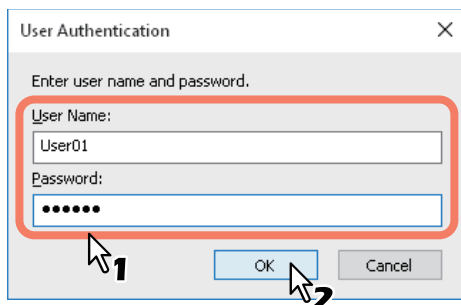 User Authentication
Enter user name and password.
User Name:
User01
Password:
••••••
1
OK
Cancel
2